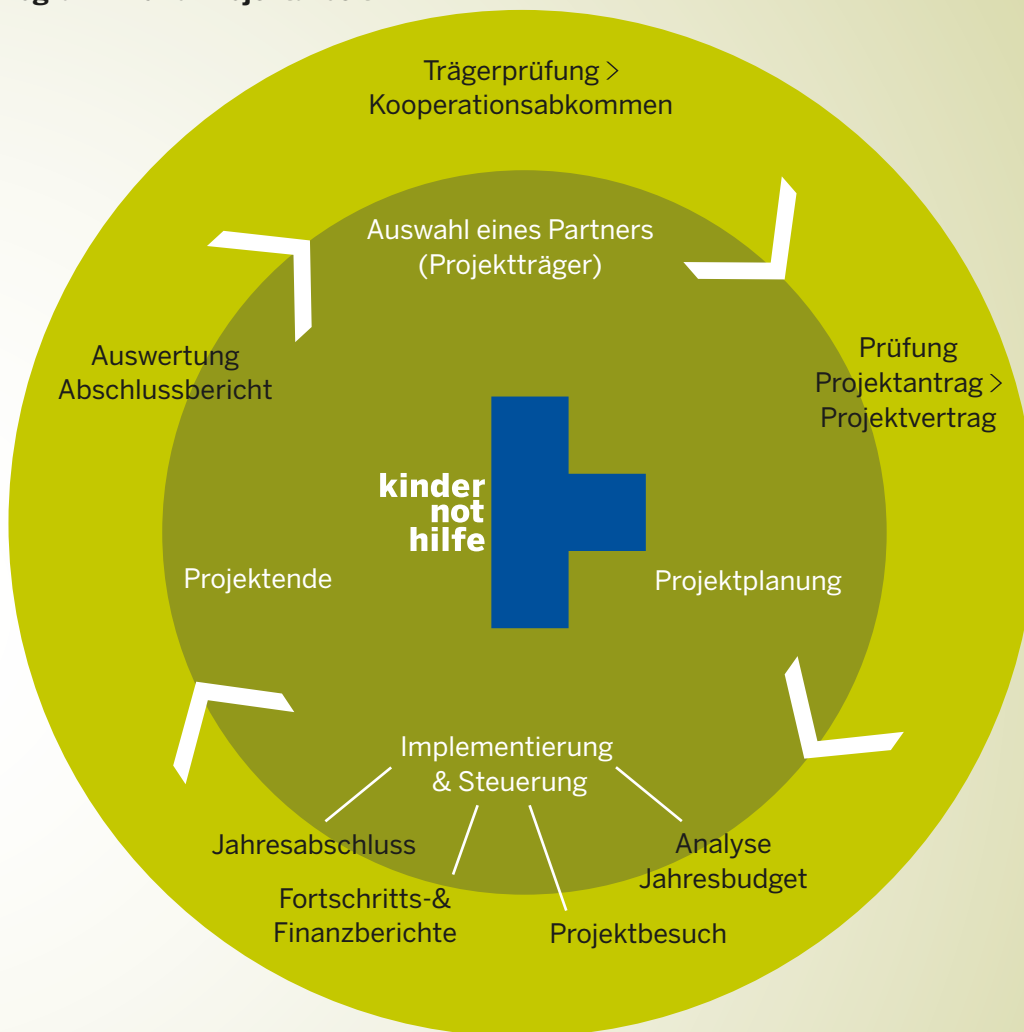 Trägerprüfung >
Kooperationsabkommen
Auswahl eines Partners
(Projektträger)
Prüfung
Projektantrag >
Projektvertrag
Projektplanung
Implementierung
& Steuerung
Analyse
Jahresbudget
Projektbesuch
Fortschritts-&
Finanzberichte
Jahresabschluss
Projektende
Auswertung
Abschlussbericht
kinder
not
hilfe